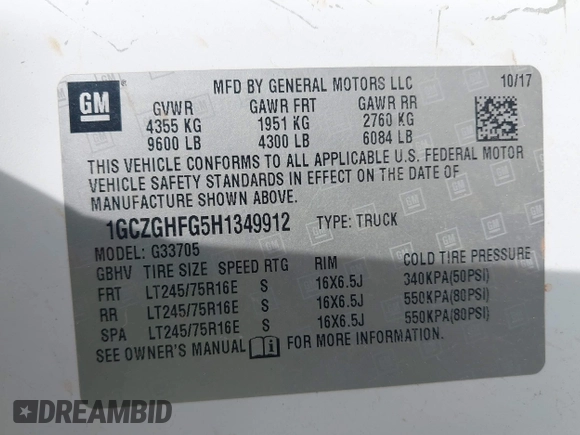 GM
MFD BY GENERAL MOTORS LLC 10/17
GVWR GAWR FRT GAWR RR
4355 KG 1951 KG 2760 KG
9600 LB 4300 LB 6084 LB
THIS VEHICLE CONFORMS TO ALL APPLICABLE U.S. FEDERAL MOTOR
VEHICLE SAFETY STANDARDS IN EFFECT ON THE DATE OF
MANUFACTURE SHOWN ABOVE.
1GCZGHFG5H1349912 TYPE: TRUCK
MODEL: G33705
GBHV TIRE SIZE SPEED RTG RIM COLD TIRE PRESSURE
FRT LT245/75R16E S 16X6.5J 340KPA(50PSI)
RR LT245/75R16E S 16X6.5J 550KPA(80PSI)
SPA LT245/75R16E S 16X6.5J 550KPA(80PSI)
SEE OWNER'S MANUAL FOR MORE INFORMATION.
DREAMBID